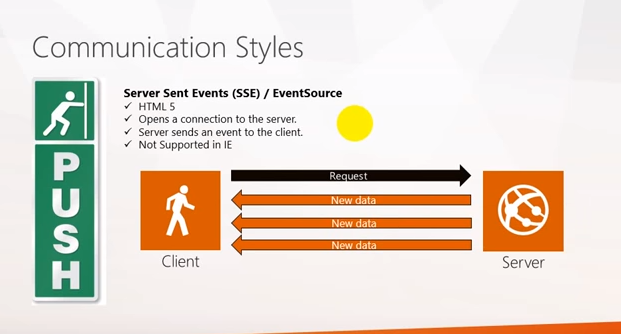 Communication Styles
PUSH
Server Sent Events (SSE) / EventSource
✓ HTML 5
✓ Opens a connection to the server.
✓ Server sends an event to the client.
✓ Not Supported in IE
Request
New data
New data
New data
Client
Server